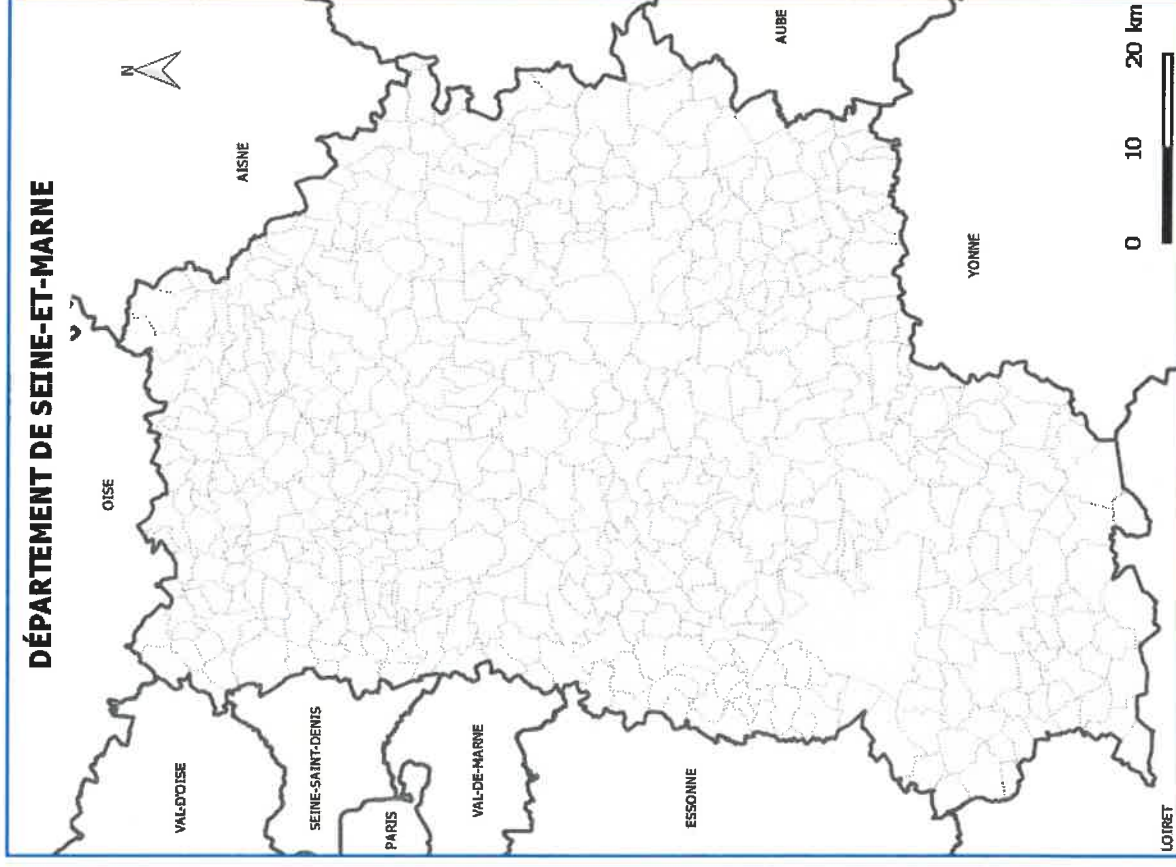 DÉPARTEMENT DE SEINE-ET-MARNE
N
OISE
AISNE
VAL-D'OISE
SEINE-SAINT-DENIS
PARIS
VAL-DE-MARNE
ESSONNE
AUBE
YONNE
LOIRET
0 10 20 km